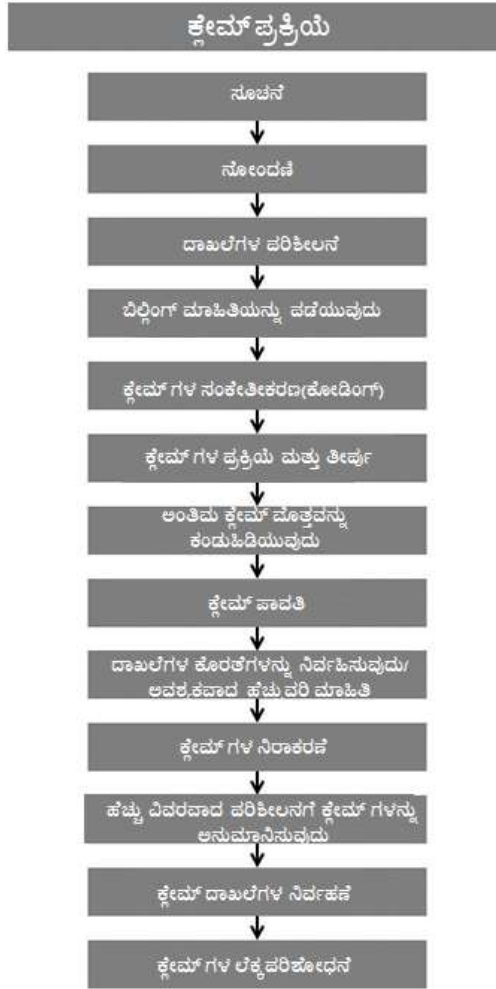 ಕ್ಲೇಮ್ ಪ್ರಕ್ರಿಯೆ
ಸೂಚನೆ
ನೋಂದಣಿ
ದಾಖಲೆಗಳ ಪರಿಶೀಲನೆ
ಬಿಲ್ಲಿಂಗ್ ಮಾಹಿತಿಯನ್ನು ಪಡೆಯುವುದು
ಕ್ಲೇಮ್ ಗಳ ಸಂಕೇತೀಕರಣ(ಕೋಡಿಂಗ್)
ಕ್ಲೇಮ್ ಗಳ ಪ್ರಕ್ರಿಯೆ ಮತ್ತು ತೀರ್ಪು
ಅಂತಿಮ ಕ್ಲೇಮ್ ಮೊತ್ತವನ್ನು
ಕಂಡುಹಿಡಿಯುವುದು
ಕ್ಲೇಮ್ ಪಾವತಿ
ದಾಖಲೆಗಳ ಕೊರತೆಗಳನ್ನು ನಿರ್ವಹಿಸುವುದು/
ಅವಶ್ಯಕವಾದ ಹೆಚ್ಚುವರಿ ಮಾಹಿತಿ
ಕ್ಲೇಮ್ ಗಳ ನಿರಾಕರಣೆ
ಹೆಚ್ಚು ವಿವರವಾದ ಪರಿಶೀಲನಗೆ ಕ್ಲೇಮ್ ಗಳನ್ನು
ಅನುಮಾನಿಸುವುದು
ಕ್ಲೇಮ್ ದಾಖಲೆಗಳ ನಿರ್ವಹಣೆ
ಕ್ಲೇಮ್ ಗಳ ಲೆಕ್ಕಪರಿಶೋಧನೆ